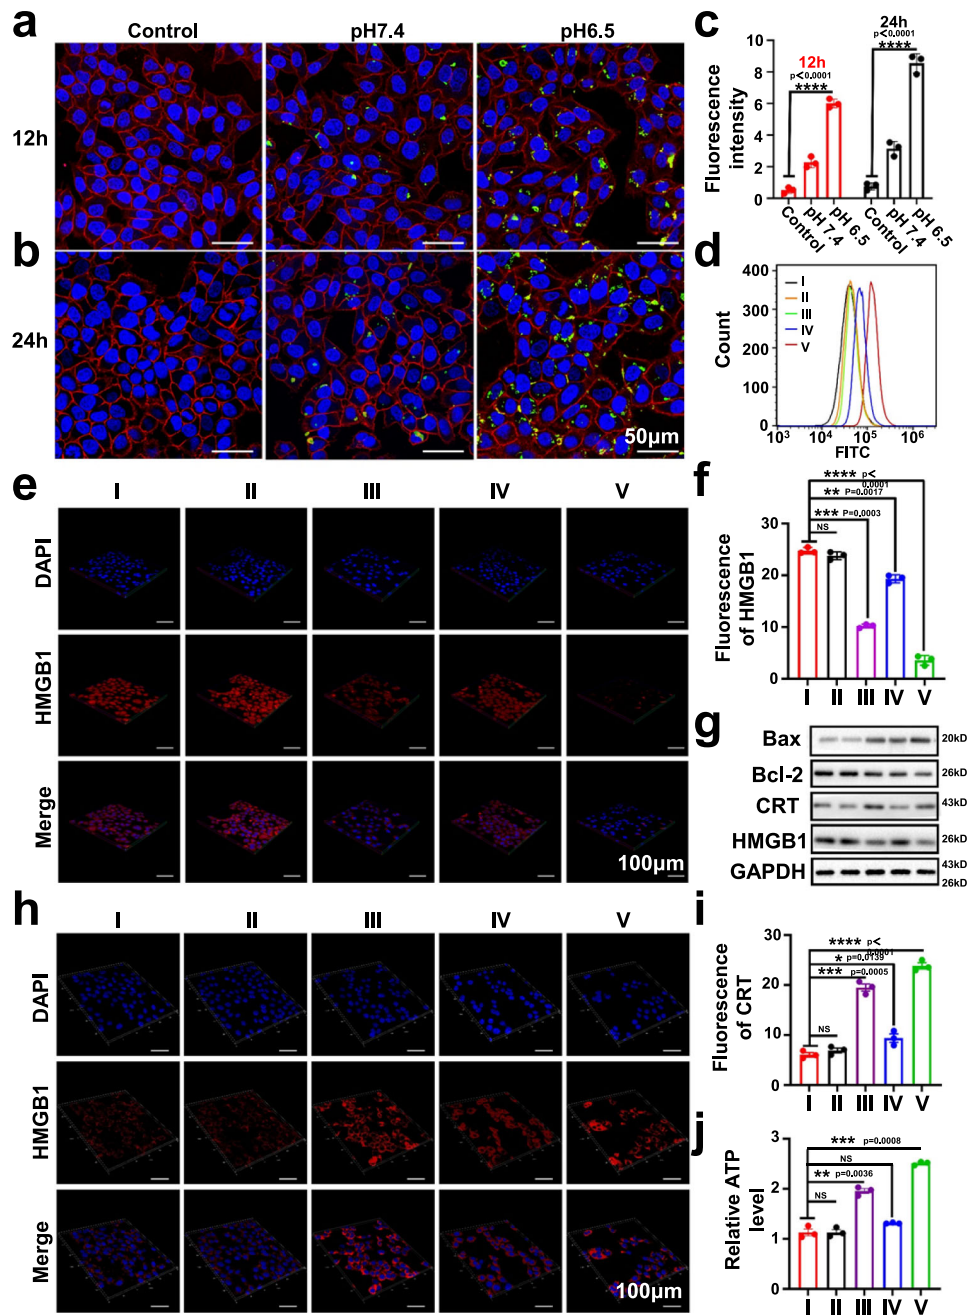 a
Control
pH7.4
pH6.5
12h
b
24h
50μm
c
Fluorescence
intensity
10
8
6
4
2
0
12h
p<0.0001
****
24h
p<0.0001
****
Control
pH 7.4
pH 6.5
Control
pH 7.4
pH 6.5
d
Count
400
300
200
100
0
I
II
III
IV
V
10³
10⁴
10⁵
10⁶
FITC
e
I
II
III
IV
V
DAPI
HMGB1
Merge
100μm
f
Fluorescence
of HMGB1
30
20
10
0
**** p<
0.0001
** P=0.0017
*** P=0.0003
NS
I
II
III
IV
V
g
Bax
20kD
Bcl-2
26kD
CRT
43kD
HMGB1
26kD
GAPDH
43kD
26kD
h
I
II
III
IV
V
DAPI
HMGB1
Merge
100μm
i
Fluorescence
of CRT
30
20
10
0
**** p<
0.0001
* p=0.0139
*** p=0.0005
NS
I
II
III
IV
V
j
Relative ATP
level
3
2
1
0
*** p=0.0008
NS
** p=0.0036
NS
I
II
III
IV
V